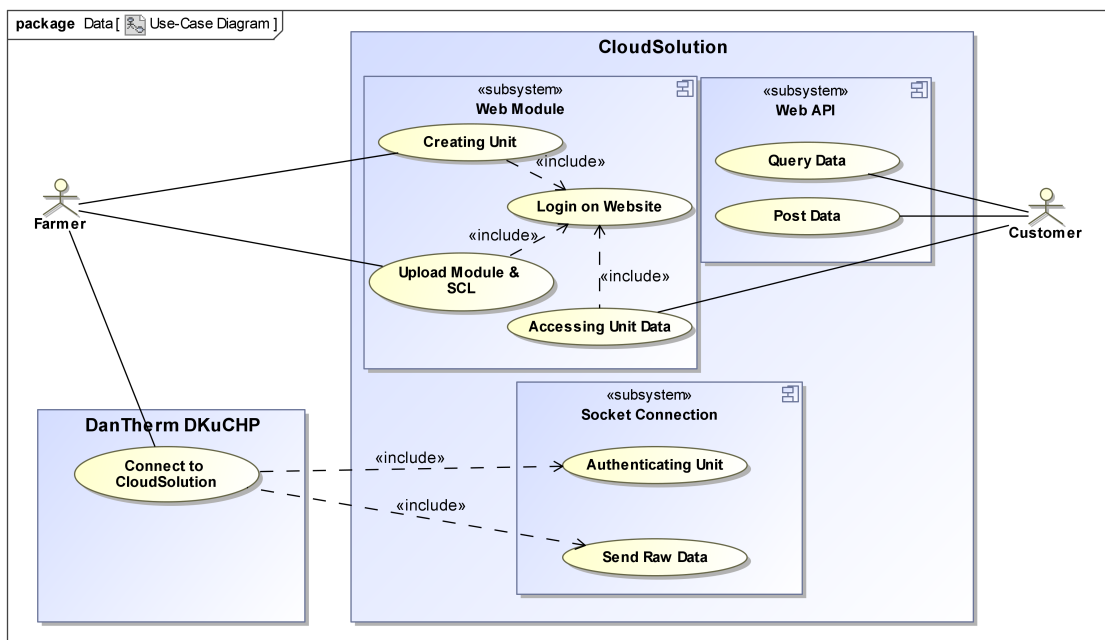 package Data [ Use-Case Diagram ]
CloudSolution
«subsystem»
Web Module
Creating Unit
«include»
Login on Website
«include»
Upload Module &
SCL
«include»
Accessing Unit Data
«subsystem»
Web API
Query Data
Post Data
Farmer
Customer
DanTherm DKuCHP
Connect to
CloudSolution
«include»
«include»
«subsystem»
Socket Connection
Authenticating Unit
Send Raw Data